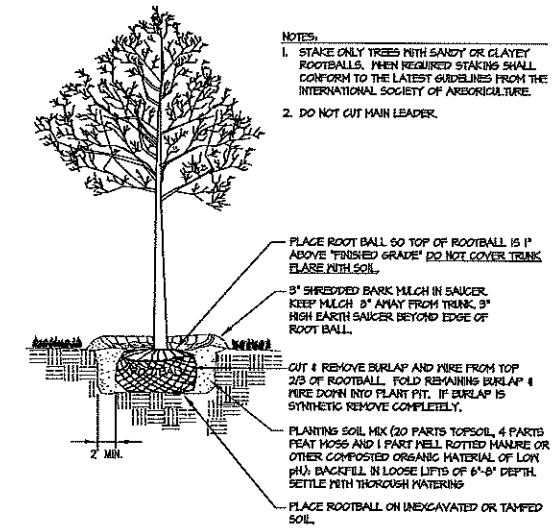 NOTES:
1. STAKE ONLY TREES WITH SANDY OR CLAYEY
ROOTBALLS. WHEN REQUIRED STAKING SHALL
CONFORM TO THE LATEST GUIDELINES FROM THE
INTERNATIONAL SOCIETY OF ARBORICULTURE.
2. DO NOT CUT MAIN LEADER.
PLACE ROOT BALL SO TOP OF ROOTBALL IS 1"
ABOVE "FINISHED GRADE" DO NOT COVER TRUNK
FLARE WITH SOIL.
3" SHREDDED BARK MULCH IN SAUCER.
KEEP MULCH 3" AWAY FROM TRUNK. 3"
HIGH EARTH SAUCER BEYOND EDGE OF
ROOT BALL.
CUT & REMOVE BURLAP AND WIRE FROM TOP
2/3 OF ROOTBALL. FOLD REMAINING BURLAP &
WIRE DOWN INTO PLANT PIT. IF BURLAP IS
SYNTHETIC REMOVE COMPLETELY.
PLANTING SOIL MIX (20 PARTS TOPSOIL, 4 PARTS
PEAT MOSS AND 1 PART WELL ROTTED MANURE OR
OTHER COMPOSTED ORGANIC MATERIAL OF LOW
pH.): BACKFILL IN LOOSE LIFTS OF 6"-8" DEPTH.
SETTLE WITH THOROUGH WATERING
PLACE ROOTBALL ON UNEXCAVATED OR TAMPED
SOIL.
2' MIN.